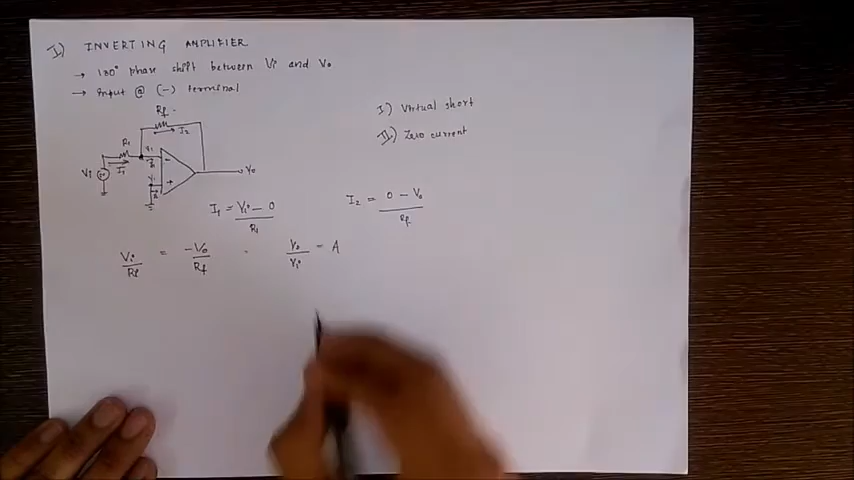 I) INVERTING AMPLIFIER
→ 180° phase shift between Vi and Vo
→ Input @ (-) terminal
Rf
I2
R1
V1
I1
Vi
Vo
I) Virtual short
II) Zero current
I1 = Vi - 0 / R1
I2 = 0 - Vo / Rf
Vi / R1 = -Vo / Rf
Vo / Vi = A